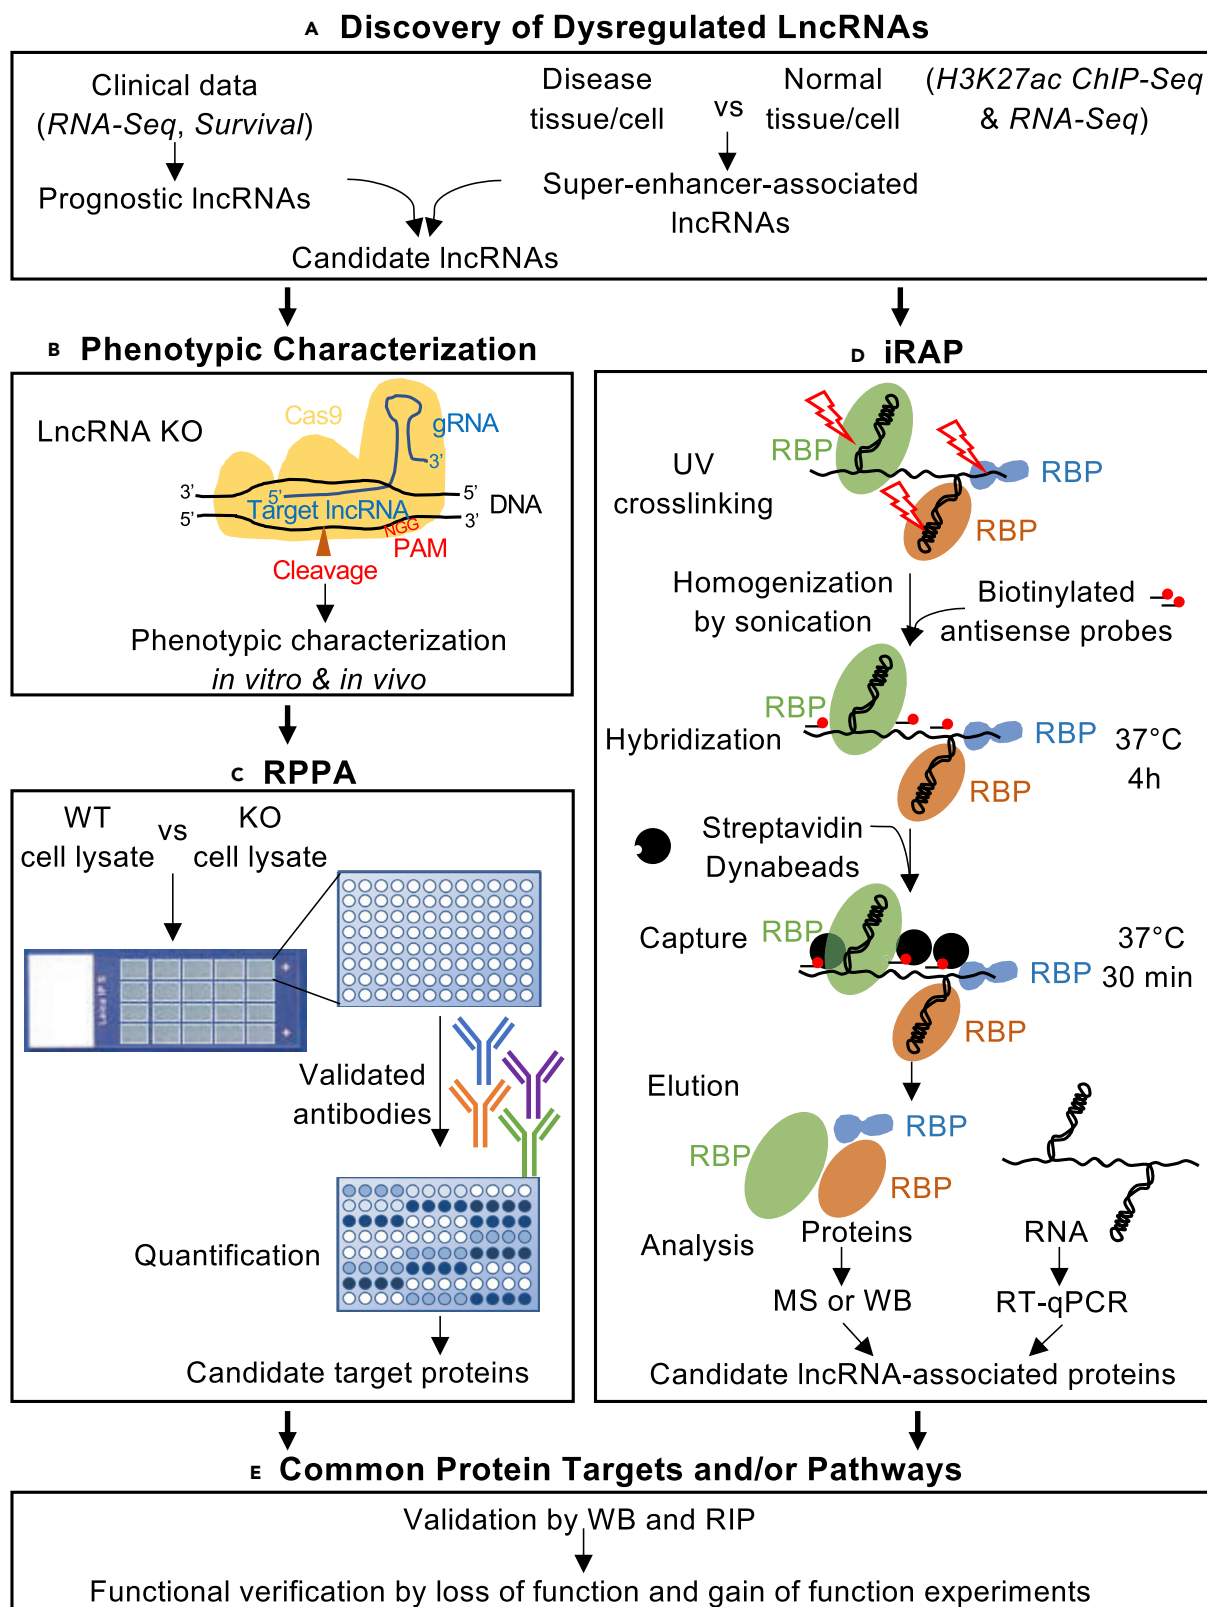 A Discovery of Dysregulated LncRNAs
Clinical data
(RNA-Seq, Survival)
Prognostic lncRNAs
Disease
tissue/cell
vs
Normal
tissue/cell
(H3K27ac ChIP-Seq
& RNA-Seq)
Super-enhancer-associated
lncRNAs
Candidate lncRNAs
B Phenotypic Characterization
LncRNA KO
Cas9
gRNA
3’
3’
5’
5’
DNA
Target lncRNA
5’
3’
NGG
PAM
Cleavage
Phenotypic characterization
in vitro & in vivo
C RPPA
WT
cell lysate
vs
KO
cell lysate
Validated
antibodies
Quantification
Candidate target proteins
D iRAP
UV
crosslinking
RBP
RBP
RBP
Homogenization
by sonication
Biotinylated
antisense probes
Hybridization
RBP
RBP
RBP
37°C
4h
Streptavidin
Dynabeads
Capture
RBP
RBP
RBP
37°C
30 min
Elution
RBP
RBP
RBP
Analysis
Proteins
RNA
MS or WB
RT-qPCR
Candidate lncRNA-associated proteins
E Common Protein Targets and/or Pathways
Validation by WB and RIP
Functional verification by loss of function and gain of function experiments